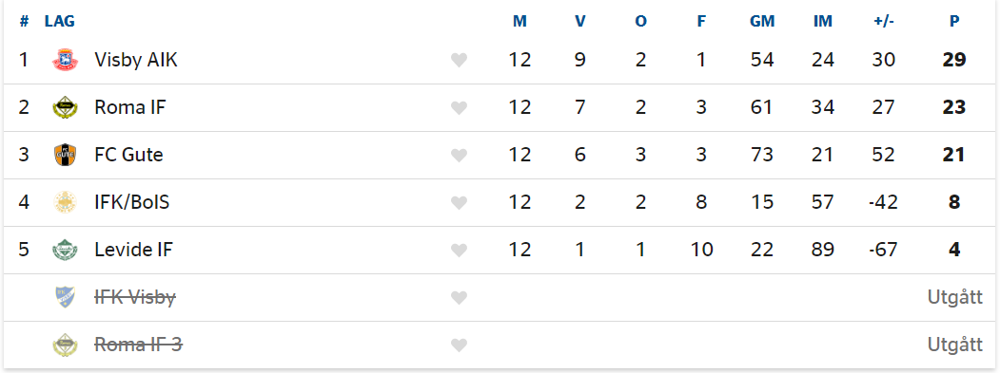 # LAG M V O F GM IM +/- P
1 Visby AIK 12 9 2 1 54 24 30 29
2 Roma IF 12 7 2 3 61 34 27 23
3 FC Gute 12 6 3 3 73 21 52 21
4 IFK/BoIS 12 2 2 8 15 57 -42 8
5 Levide IF 12 1 1 10 22 89 -67 4
IFK Visby Utgått
Roma IF 3 Utgått